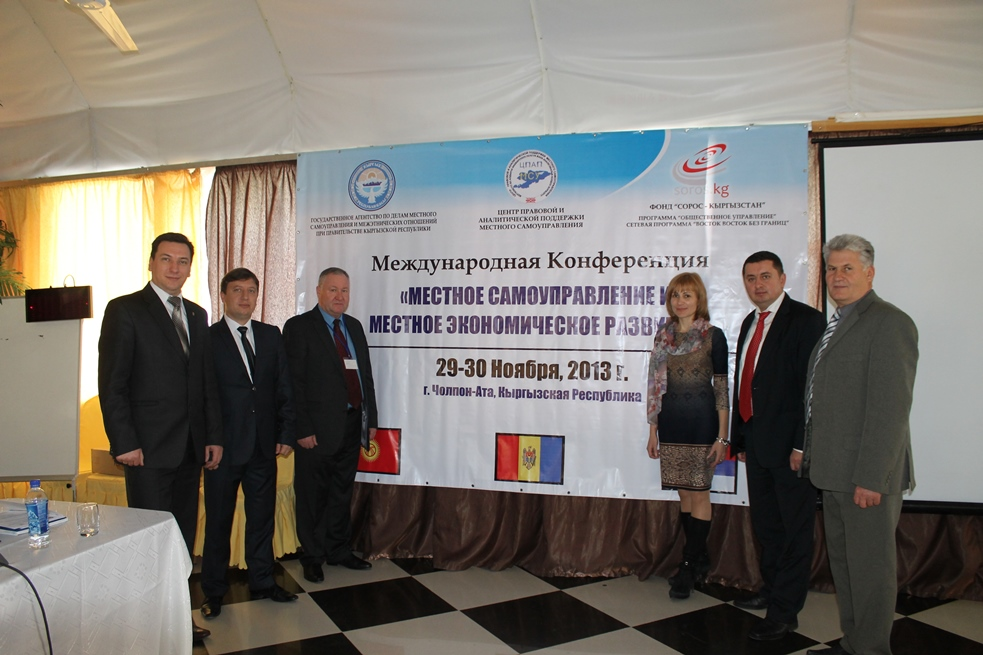 ГОСУДАРСТВЕННОЕ АГЕНТСТВО ПО ДЕЛАМ МЕСТНОГО
САМОУПРАВЛЕНИЯ И МЕЖЭТНИЧЕСКИХ ОТНОШЕНИЙ
ПРИ ПРАВИТЕЛЬСТВЕ КЫРГЫЗСКОЙ РЕСПУБЛИКИ
ЦПАП
аср
ЦЕНТР ПРАВОВОЙ И
АНАЛИТИЧЕСКОЙ ПОДДЕРЖКИ
МЕСТНОГО САМОУПРАВЛЕНИЯ
soros kg
ФОНД "СОРОС - КЫРГЫЗСТАН"
ПРОГРАММА "ОБЩЕСТВЕННОЕ УПРАВЛЕНИЕ"
СЕТЕВАЯ ПРОГРАММА "ВОСТОК ВОСТОК БЕЗ ГРАНИЦ"
Международная Конференция
«МЕСТНОЕ САМОУПРАВЛЕНИЕ И
МЕСТНОЕ ЭКОНОМИЧЕСКОЕ РАЗВИ
29-30 Ноября, 2013 г.
г. Чолпон-Ата, Кыргызская Республика